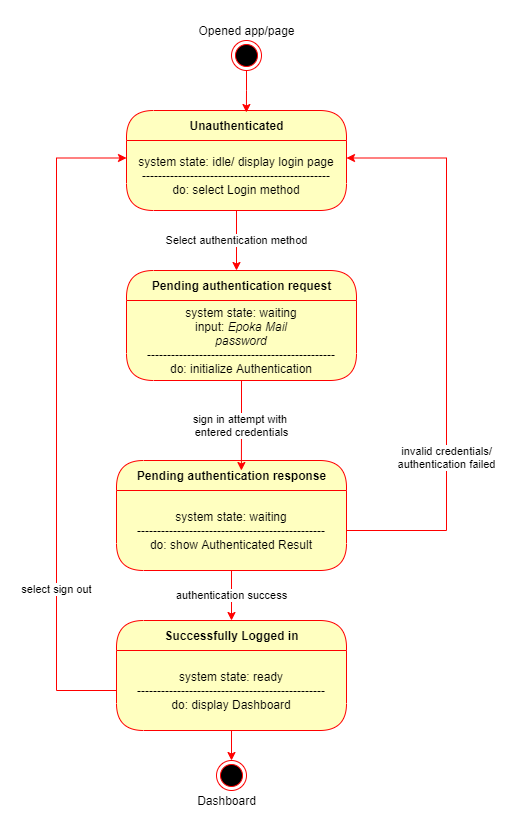 Opened app/page
Unauthenticated
system state: idle/ display login page
-----------------------------------------------
do: select Login method
Select authentication method
Pending authentication request
system state: waiting
input: Epoka Mail
password
-----------------------------------------------
do: initialize Authentication
sign in attempt with
entered credentials
invalid credentials/
authentication failed
Pending authentication response
system state: waiting
-----------------------------------------------
do: show Authenticated Result
select sign out
authentication success
Successfully Logged in
system state: ready
-----------------------------------------------
do: display Dashboard
Dashboard